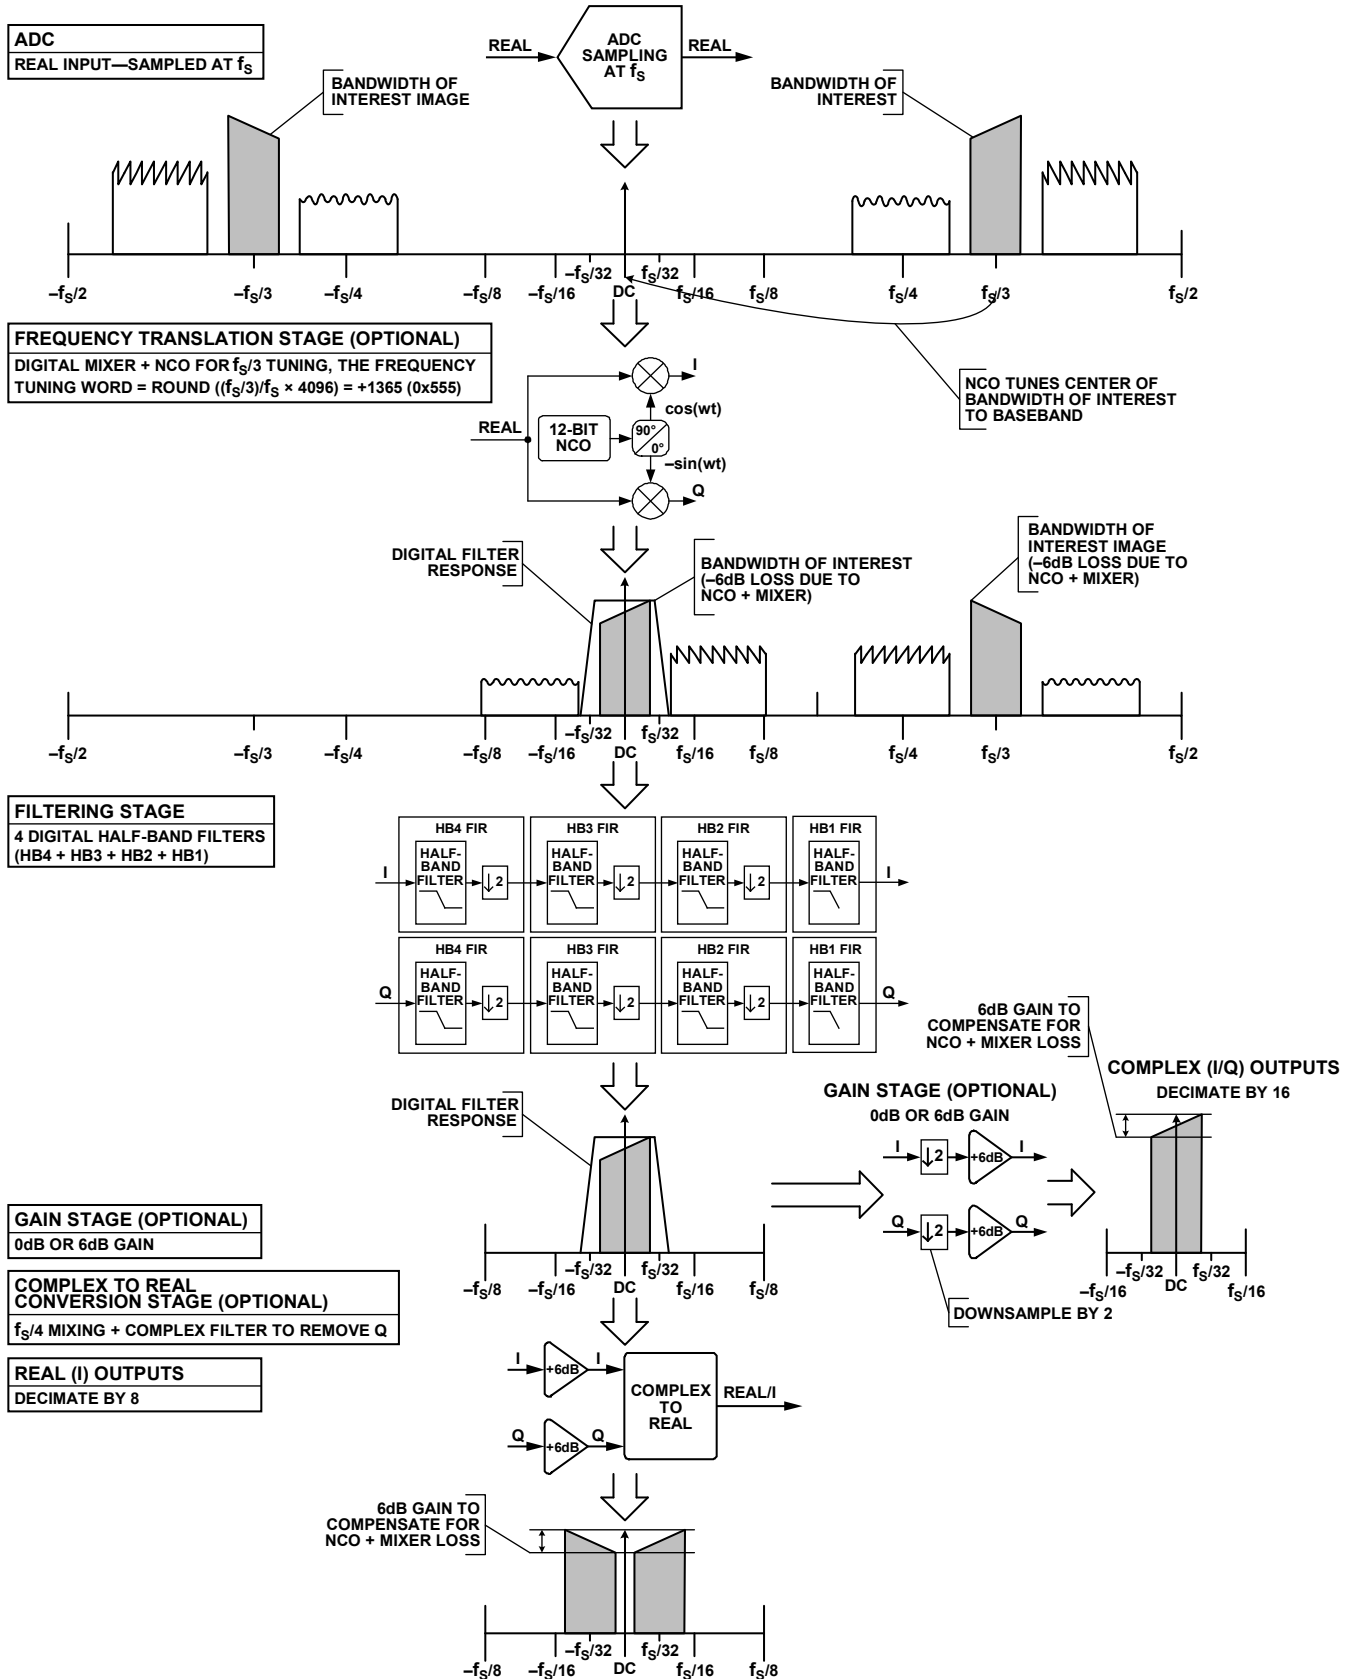 ADC
REAL INPUT—SAMPLED AT fS
REAL
ADC
SAMPLING
AT fS
REAL
BANDWIDTH OF
INTEREST IMAGE
BANDWIDTH OF
INTEREST
–fS/2
–fS/3
–fS/4
–fS/8
–fS/16
–fS/32
DC
fS/32
fS/16
fS/8
fS/4
fS/3
fS/2
FREQUENCY TRANSLATION STAGE (OPTIONAL)
DIGITAL MIXER + NCO FOR fS/3 TUNING, THE FREQUENCY
TUNING WORD = ROUND ((fS/3)/fS × 4096) = +1365 (0x555)
NCO TUNES CENTER OF
BANDWIDTH OF INTEREST
TO BASEBAND
I
cos(wt)
REAL
12-BIT
NCO
90°
0°
–sin(wt)
Q
DIGITAL FILTER
RESPONSE
BANDWIDTH OF INTEREST
(–6dB LOSS DUE TO
NCO + MIXER)
BANDWIDTH OF
INTEREST IMAGE
(–6dB LOSS DUE TO
NCO + MIXER)
–fS/2
–fS/3
–fS/4
–fS/8
–fS/16
–fS/32
DC
fS/32
fS/16
fS/8
fS/4
fS/3
fS/2
FILTERING STAGE
4 DIGITAL HALF-BAND FILTERS
(HB4 + HB3 + HB2 + HB1)
HB4 FIR
HB3 FIR
HB2 FIR
HB1 FIR
I
HALF-
BAND
FILTER
↓2
HALF-
BAND
FILTER
↓2
HALF-
BAND
FILTER
↓2
HALF-
BAND
FILTER
I
HB4 FIR
HB3 FIR
HB2 FIR
HB1 FIR
Q
HALF-
BAND
FILTER
↓2
HALF-
BAND
FILTER
↓2
HALF-
BAND
FILTER
↓2
HALF-
BAND
FILTER
Q
6dB GAIN TO
COMPENSATE FOR
NCO + MIXER LOSS
COMPLEX (I/Q) OUTPUTS
DECIMATE BY 16
DIGITAL FILTER
RESPONSE
GAIN STAGE (OPTIONAL)
0dB OR 6dB GAIN
I
↓2
+6dB
I
Q
↓2
+6dB
Q
DOWNSAMPLE BY 2
–fS/16
–fS/32
DC
fS/32
fS/16
GAIN STAGE (OPTIONAL)
0dB OR 6dB GAIN
–fS/8
–fS/16
–fS/32
DC
fS/32
fS/16
fS/8
COMPLEX TO REAL
CONVERSION STAGE (OPTIONAL)
fS/4 MIXING + COMPLEX FILTER TO REMOVE Q
REAL (I) OUTPUTS
DECIMATE BY 8
I
+6dB
I
Q
+6dB
Q
COMPLEX
TO
REAL
REAL/I
6dB GAIN TO
COMPENSATE FOR
NCO + MIXER LOSS
–fS/8
–fS/16
–fS/32
DC
fS/32
fS/16
fS/8